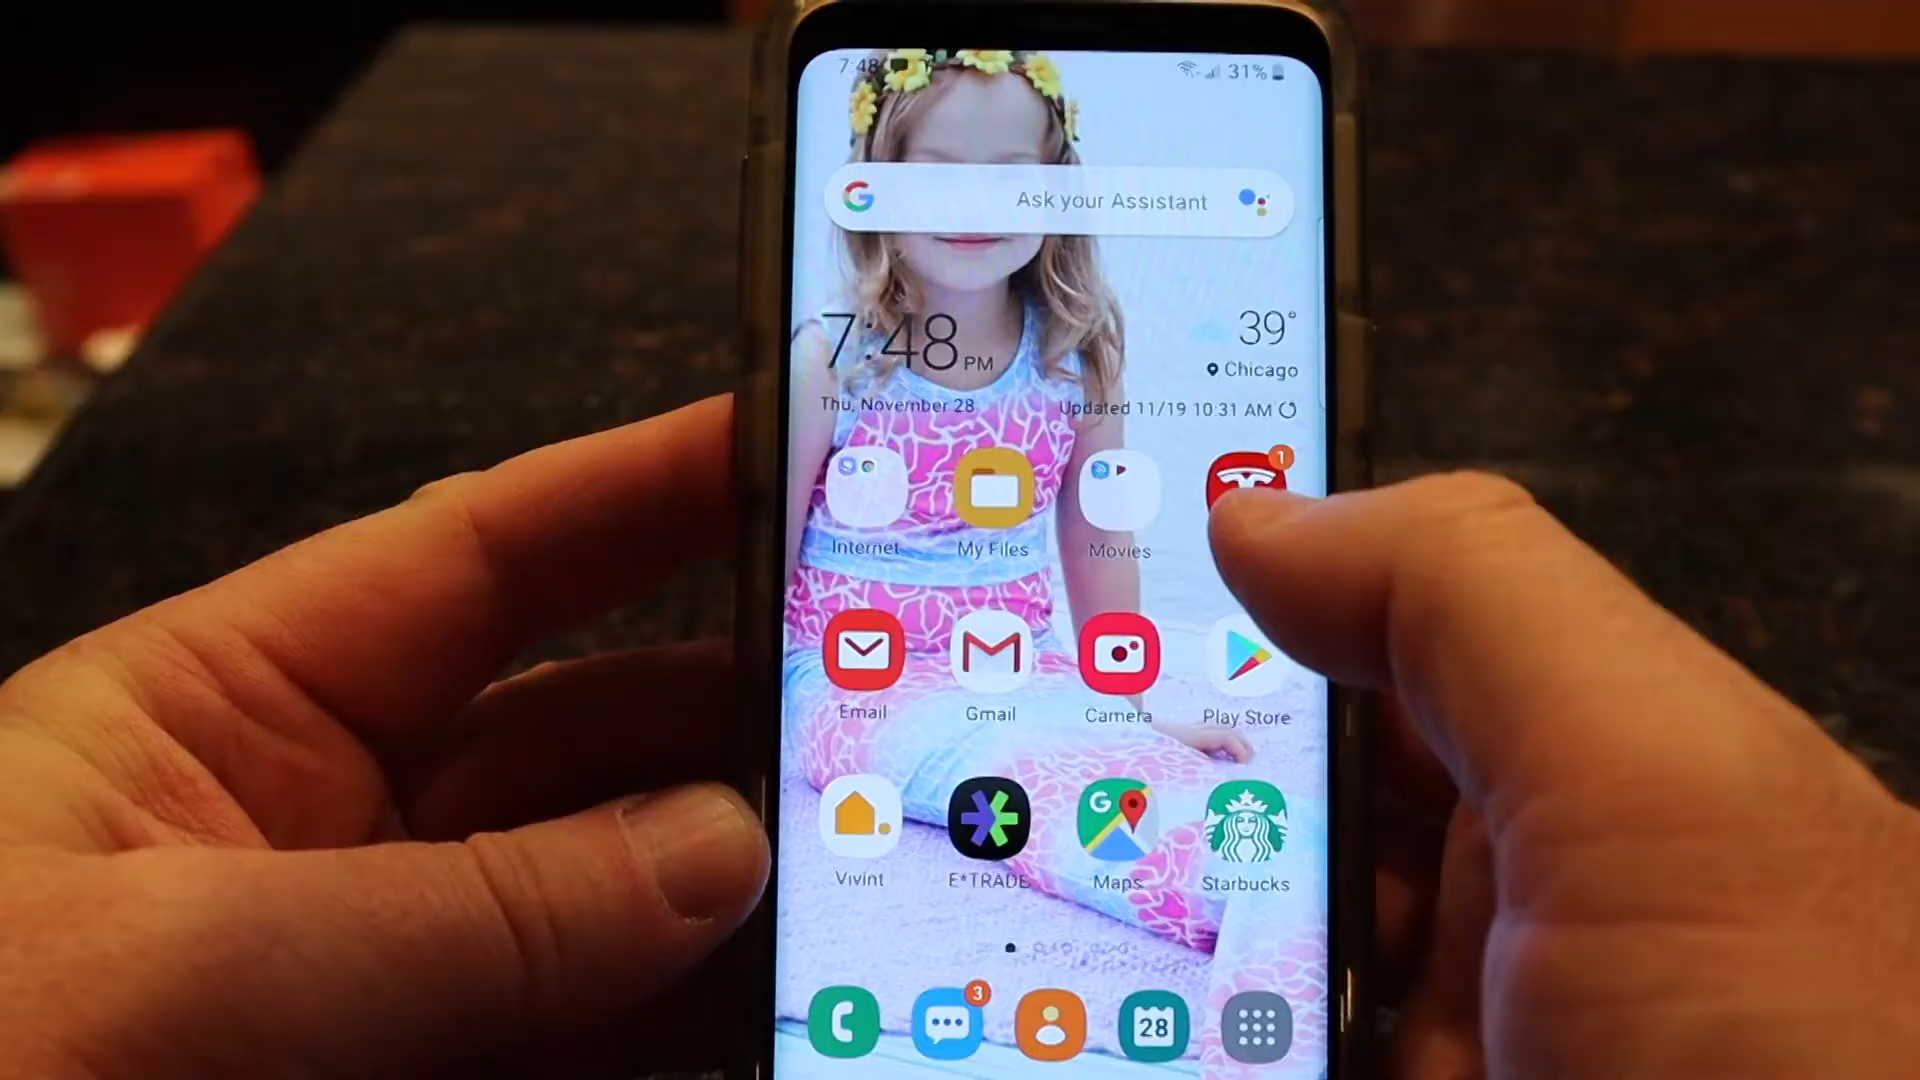 7:48
31%
G
Ask your Assistant
7:48 PM
39°
Chicago
Thu, November 28
Updated 11/19 10:31 AM
1
Internet
My Files
Movies
Email
Gmail
Camera
Play Store
G
Vivint
E*TRADE
Maps
Starbucks
3
28